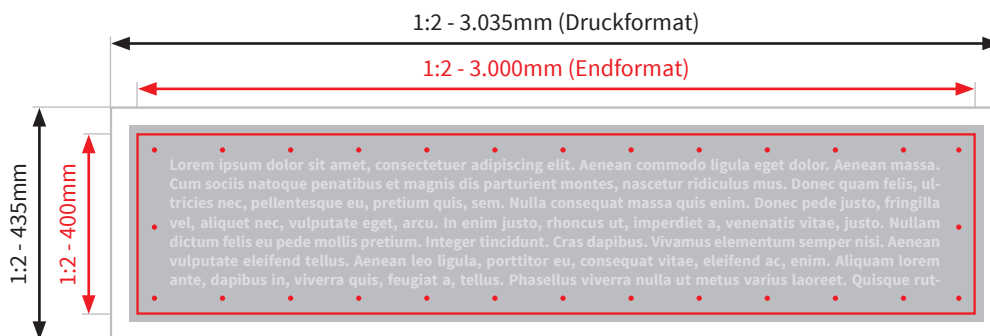 1:2 - 3.035mm (Druckformat)
1:2 - 3.000mm (Endformat)
1:2 - 435mm
1:2 - 400mm
Lorem ipsum dolor sit amet, consectetuer adipiscing elit. Aenean commodo ligula eget dolor. Aenean massa.
Cum sociis natoque penatibus et magnis dis parturient montes, nascetur ridiculus mus. Donec quam felis, ul-
tricies nec, pellentesque eu, pretium quis, sem. Nulla consequat massa quis enim. Donec pede justo, fringilla
vel, aliquet nec, vulputate eget, arcu. In enim justo, rhoncus ut, imperdiet a, venenatis vitae, justo. Nullam
dictum felis eu pede mollis pretium. Integer tincidunt. Cras dapibus. Vivamus elementum semper nisi. Aenean
vulputate eleifend tellus. Aenean leo ligula, porttitor eu, consequat vitae, eleifend ac, enim. Aliquam lorem
ante, dapibus in, viverra quis, feugiat a, tellus. Phasellus viverra nulla ut metus varius laoreet. Quisque rut-